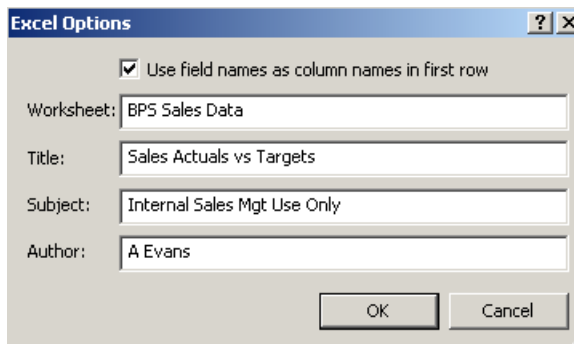 Excel Options
Use field names as column names in first row
Worksheet: BPS Sales Data
Title: Sales Actuals vs Targets
Subject: Internal Sales Mgt Use Only
Author: A Evans
OK Cancel